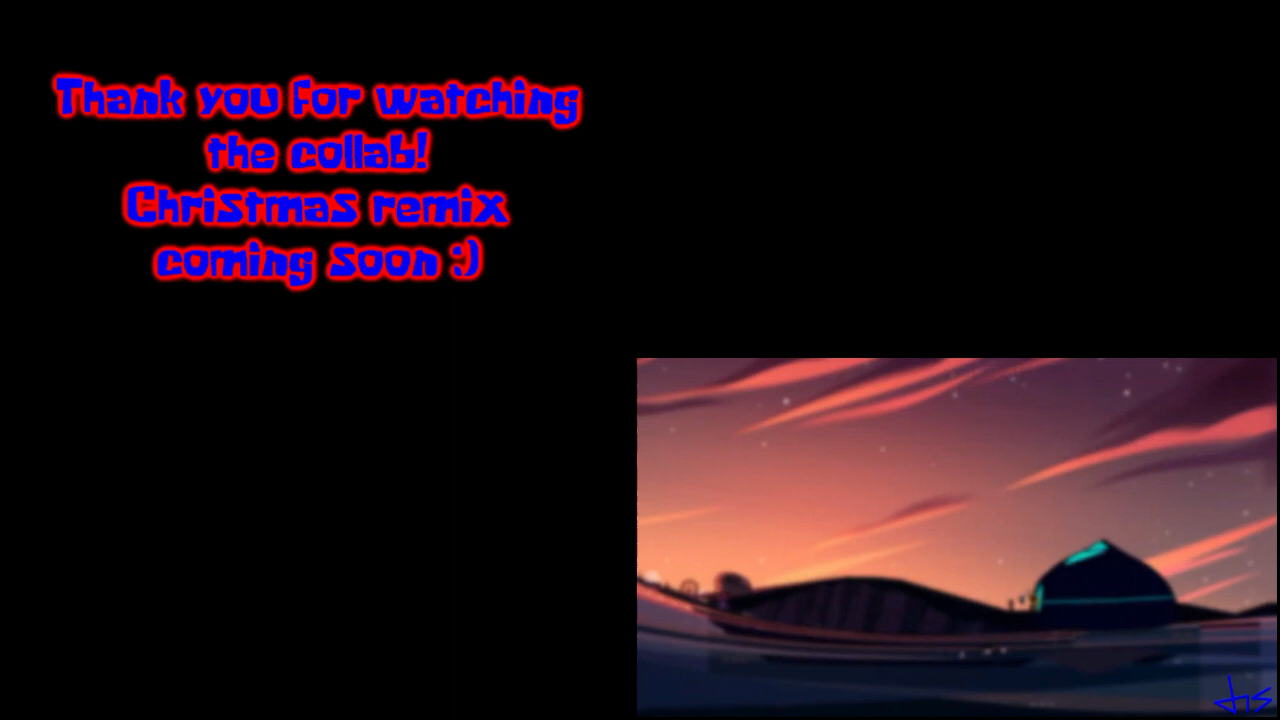 Thank you for watching
the collab!
Christmas remix
coming soon :)